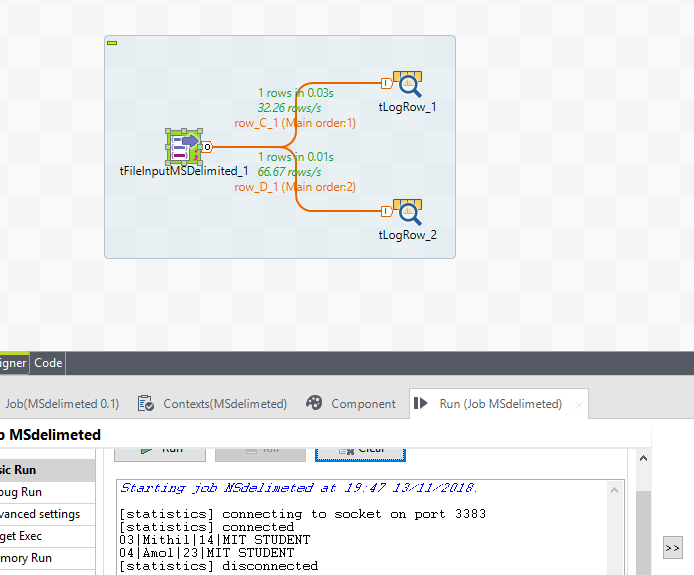 1 rows in 0.03s
32.26 rows/s
row_C_1 (Main order:1)
tLogRow_1
tFileInputMSDelimited_1
1 rows in 0.01s
66.67 rows/s
row_D_1 (Main order:2)
tLogRow_2
igner
Code
Job(MSdelimeted 0.1)
Contexts(MSdelimeted)
Component
Run (Job MSdelimeted)
b MSdelimeted
Run
Kill
Clear
sic Run
bug Run
vanced settings
rget Exec
mory Run
Starting job MSdelimeted at 19:47 13/11/2018.
[statistics] connecting to socket on port 3383
[statistics] connected
03|Mithil|14|MIT STUDENT
04|Amol|23|MIT STUDENT
[statistics] disconnected
>>